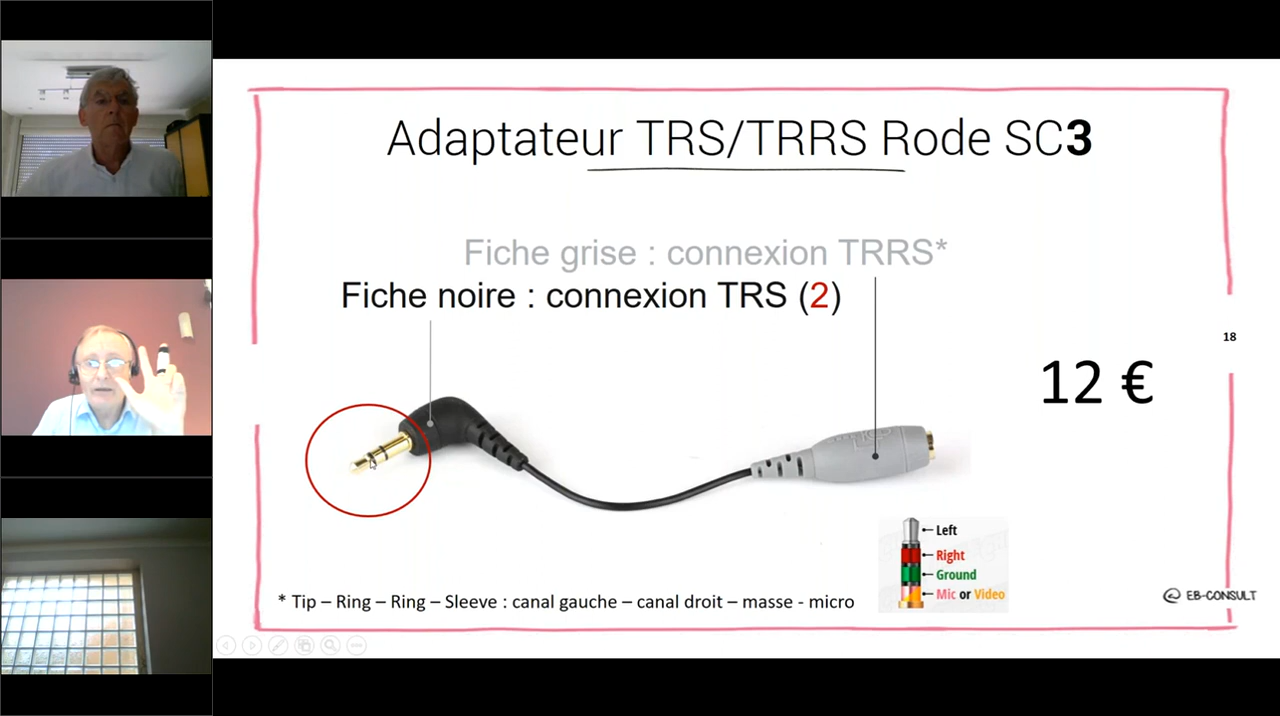 Adaptateur TRS/TRRS Rode SC3
Fiche grise : connexion TRRS*
Fiche noire : connexion TRS (2)
18
12 €
Left
Right
Ground
Mic or Video
* Tip – Ring – Ring – Sleeve : canal gauche – canal droit – masse - micro
EB-CONSULT